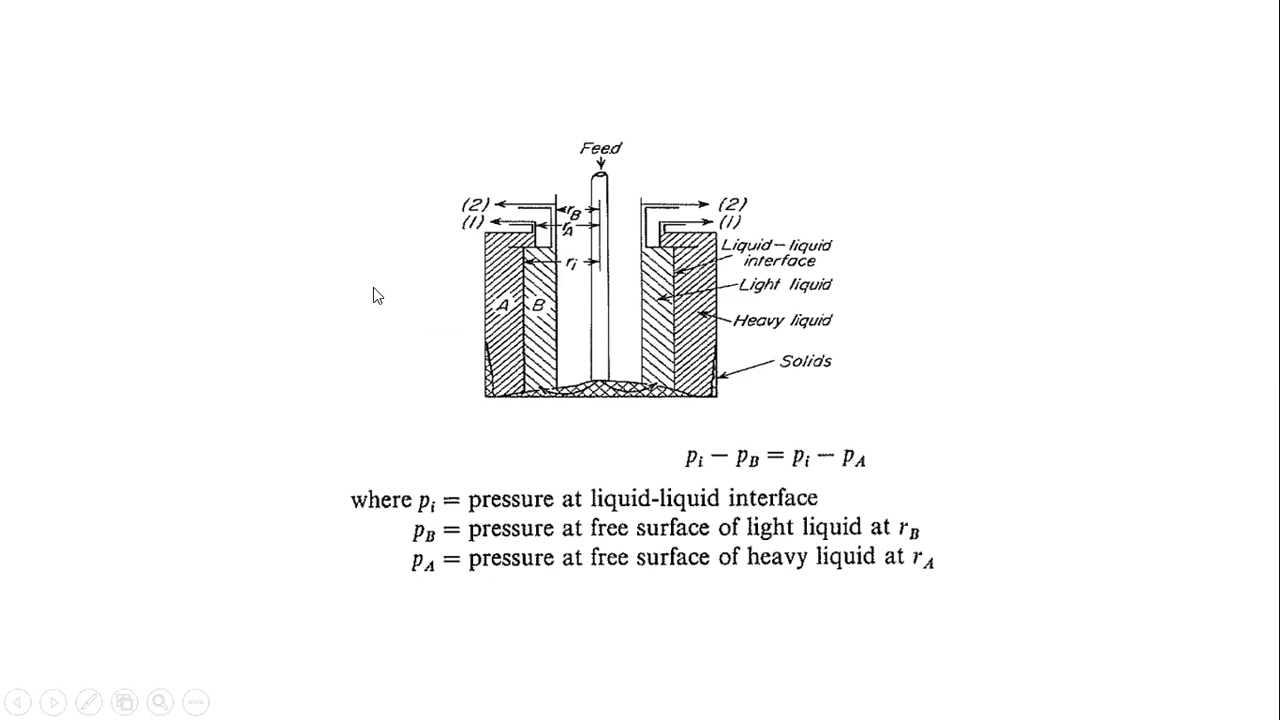 Feed
(2) r_B (2)
(1) r_A (1)
Liquid-liquid
interface
r_i
Light liquid
A B
Heavy liquid
Solids
p_i − p_B = p_i − p_A
where p_i = pressure at liquid-liquid interface
p_B = pressure at free surface of light liquid at r_B
p_A = pressure at free surface of heavy liquid at r_A